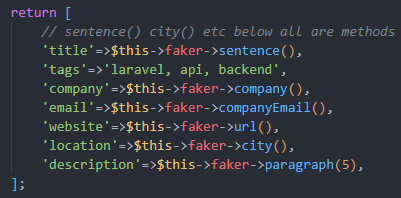 return [
// sentence() city() etc below all are methods
'title'=>$this->faker->sentence(),
'tags'=>'laravel, api, backend',
'company'=>$this->faker->company(),
'email'=>$this->faker->companyEmail(),
'website'=>$this->faker->url(),
'location'=>$this->faker->city(),
'description'=>$this->faker->paragraph(5),
];